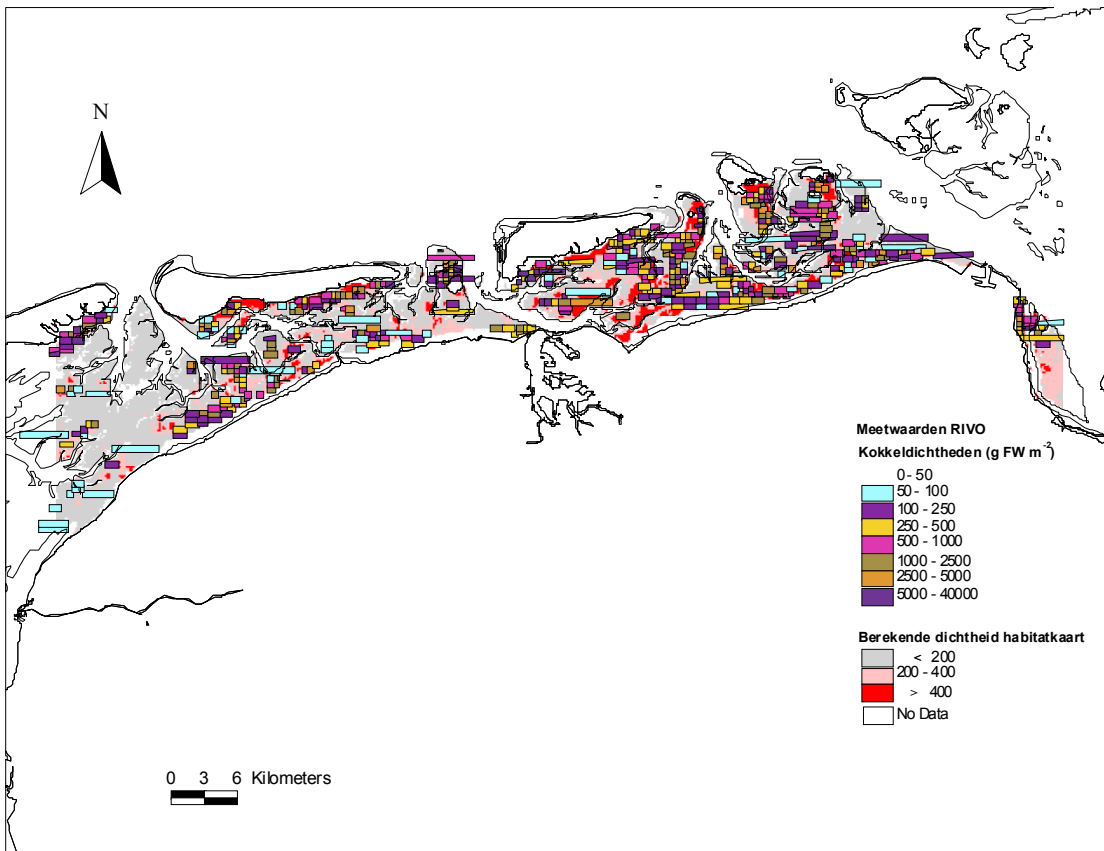 N
Meetwaarden RIVO
Kokkeldichtheden (g FW m-2)
0 - 50
50 - 100
100 - 250
250 - 500
500 - 1000
1000 - 2500
2500 - 5000
5000 - 40000
Berekende dichtheid habitatkaart
< 200
200 - 400
> 400
No Data
0 3 6 Kilometers